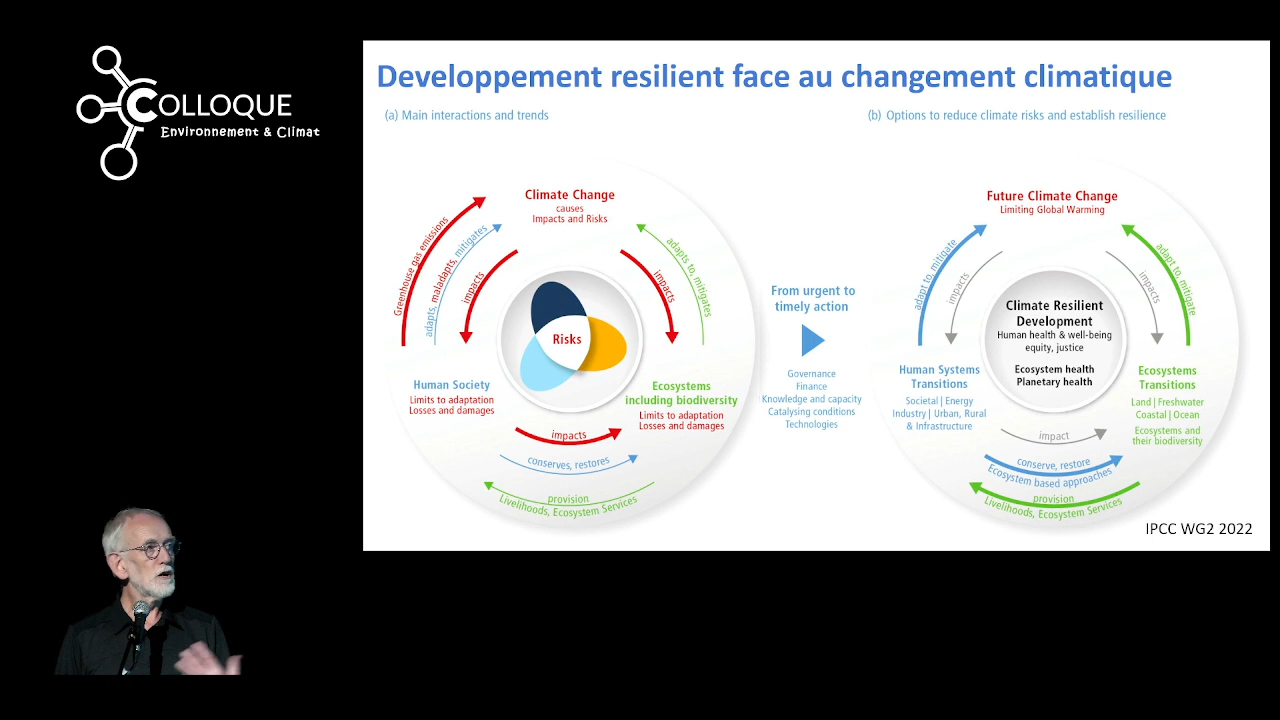 COLLOQUE
Environnement & Climat
Developpement resilient face au changement climatique
(a) Main interactions and trends
(b) Options to reduce climate risks and establish resilience
Climate Change
causes
Impacts and Risks
Greenhouse gas emissions
adapts, maladapts, mitigates
impacts
impacts
adapts to, mitigates
Risks
Human Society
Limits to adaptation
Losses and damages
Ecosystems
including biodiversity
Limits to adaptation
Losses and damages
impacts
conserves, restores
provision
Livelihoods, Ecosystem Services
From urgent to
timely action
Governance
Finance
Knowledge and capacity
Catalysing conditions
Technologies
Future Climate Change
Limiting Global Warming
adapt to, mitigate
impacts
impacts
adapt to, mitigate
Climate Resilient
Development
Human health & well-being
equity, justice
Ecosystem health
Planetary health
Human Systems
Transitions
Societal | Energy
Industry | Urban, Rural
& Infrastructure
Ecosystems
Transitions
Land | Freshwater
Coastal | Ocean
Ecosystems and
their biodiversity
impact
conserve, restore
Ecosystem based approaches
provision
Livelihoods, Ecosystem Services
IPCC WG2 2022